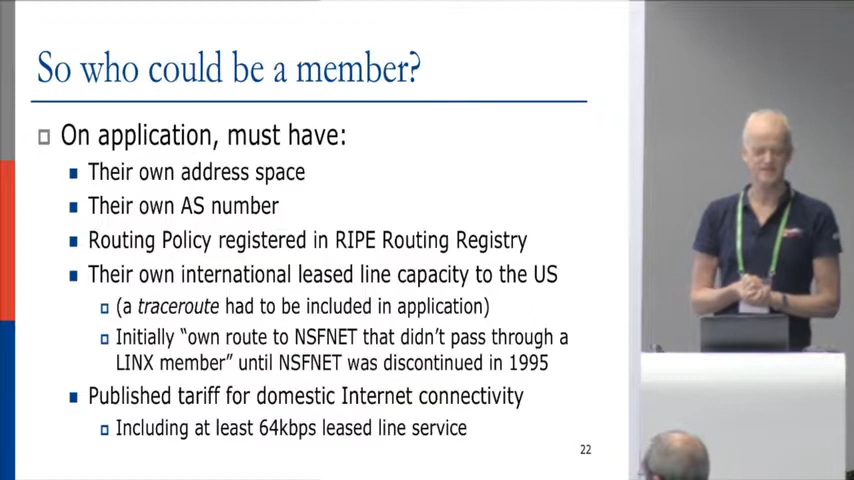 So who could be a member?
On application, must have:
Their own address space
Their own AS number
Routing Policy registered in RIPE Routing Registry
Their own international leased line capacity to the US
(a traceroute had to be included in application)
Initially “own route to NSFNET that didn’t pass through a
LINX member” until NSFNET was discontinued in 1995
Published tariff for domestic Internet connectivity
Including at least 64kbps leased line service
22